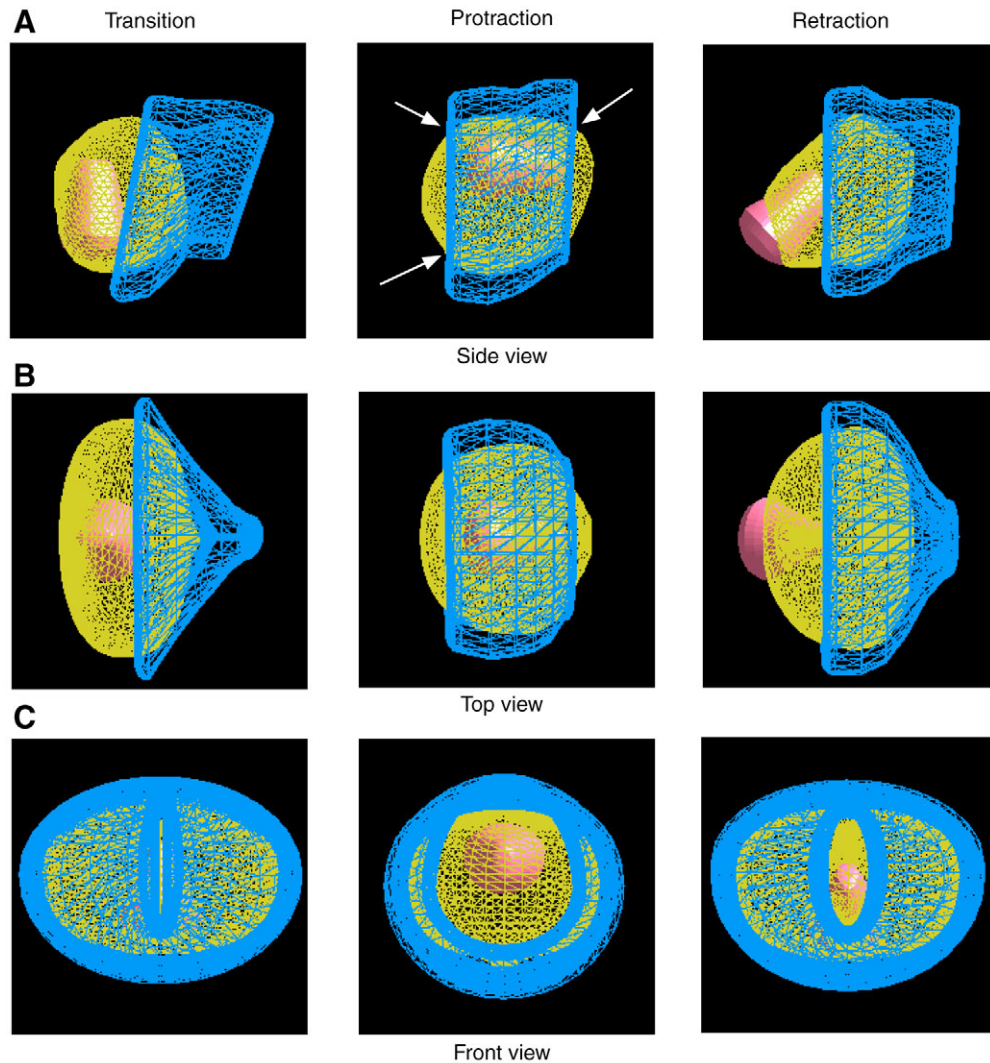 A
Transition
Protraction
Retraction
Side view
B
Top view
C
Front view